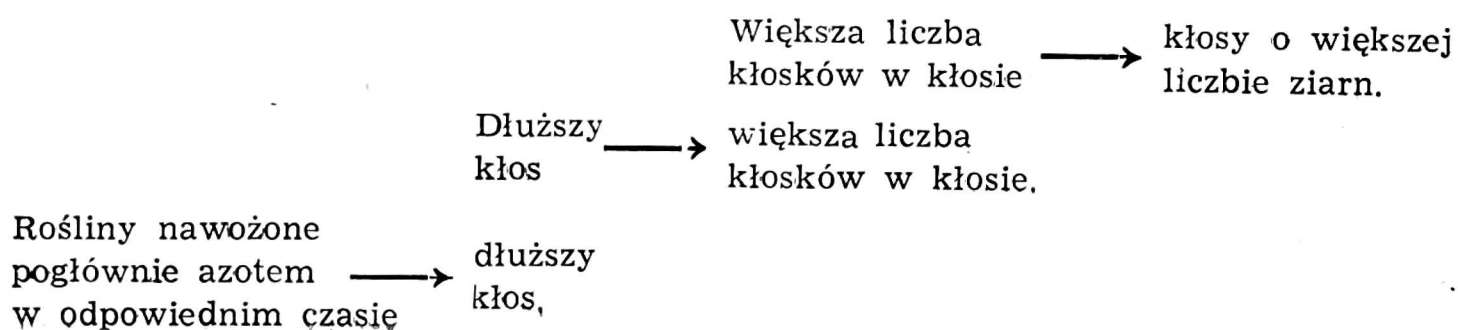 Większa liczba
kłosków w kłosie
kłosy o większej
liczbie ziarn.
Dłuższy
kłos
większa liczba
kłosków w kłosie.
Rośliny nawożone
pogłównie azotem
w odpowiednim czasie
dłuższy
kłos,